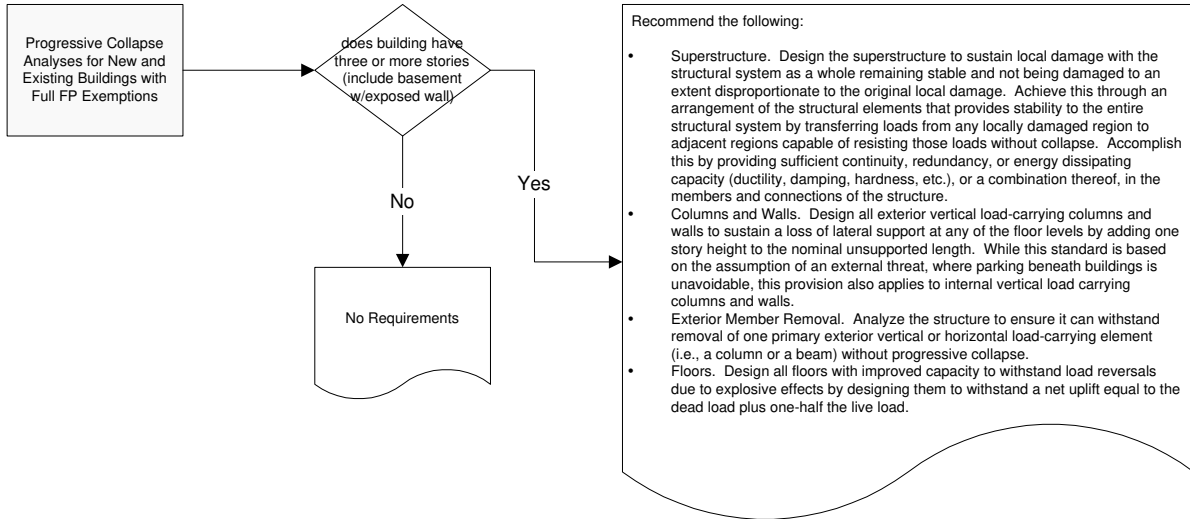 Progressive Collapse
Analyses for New and
Existing Buildings with
Full FP Exemptions
does building have
three or more stories
(include basement
w/exposed wall)
No
Yes
No Requirements
Recommend the following:
• Superstructure. Design the superstructure to sustain local damage with the
structural system as a whole remaining stable and not being damaged to an
extent disproportionate to the original local damage. Achieve this through an
arrangement of the structural elements that provides stability to the entire
structural system by transferring loads from any locally damaged region to
adjacent regions capable of resisting those loads without collapse. Accomplish
this by providing sufficient continuity, redundancy, or energy dissipating
capacity (ductility, damping, hardness, etc.), or a combination thereof, in the
members and connections of the structure.
• Columns and Walls. Design all exterior vertical load-carrying columns and
walls to sustain a loss of lateral support at any of the floor levels by adding one
story height to the nominal unsupported length. While this standard is based
on the assumption of an external threat, where parking beneath buildings is
unavoidable, this provision also applies to internal vertical load carrying
columns and walls.
• Exterior Member Removal. Analyze the structure to ensure it can withstand
removal of one primary exterior vertical or horizontal load-carrying element
(i.e., a column or a beam) without progressive collapse.
• Floors. Design all floors with improved capacity to withstand load reversals
due to explosive effects by designing them to withstand a net uplift equal to the
dead load plus one-half the live load.